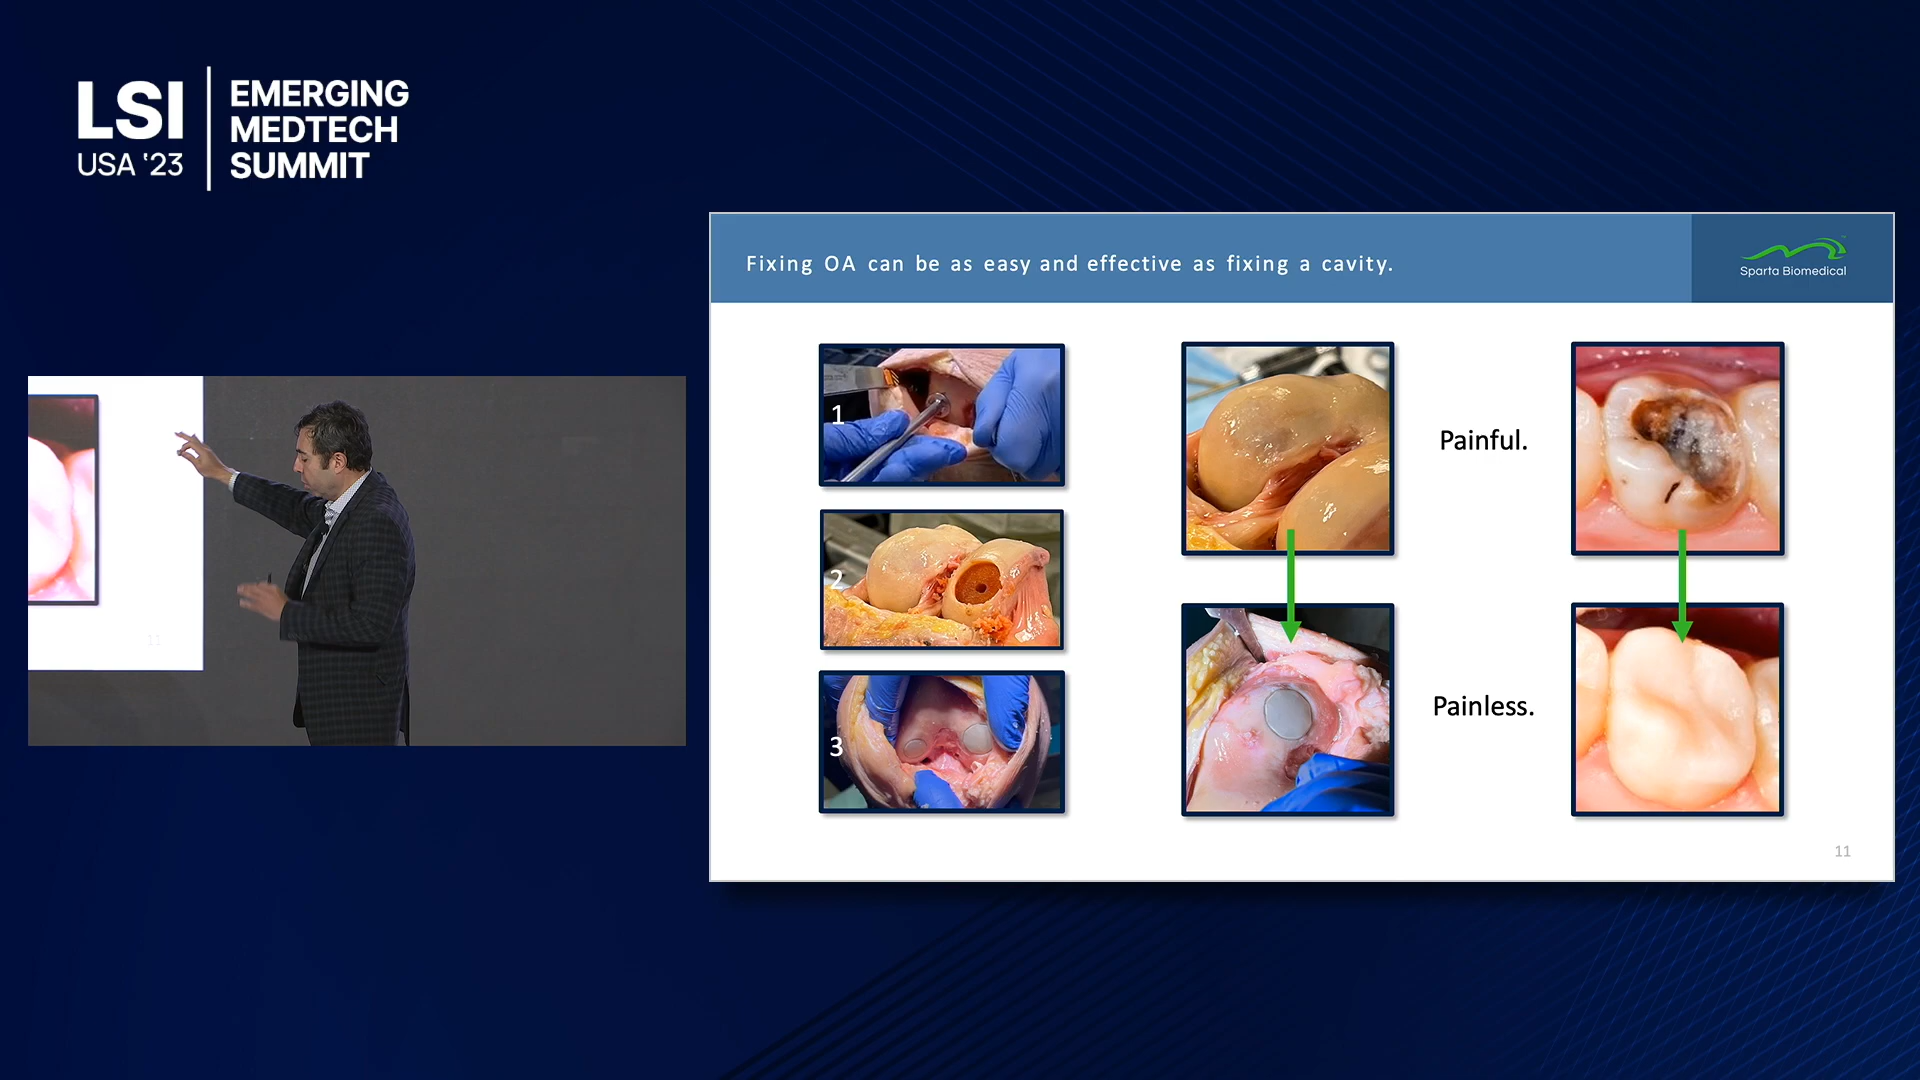 LSI
USA '23
EMERGING
MEDTECH
SUMMIT
Fixing OA can be as easy and effective as fixing a cavity.
Sparta Biomedical
1
2
3
Painful.
Painless.
11
11